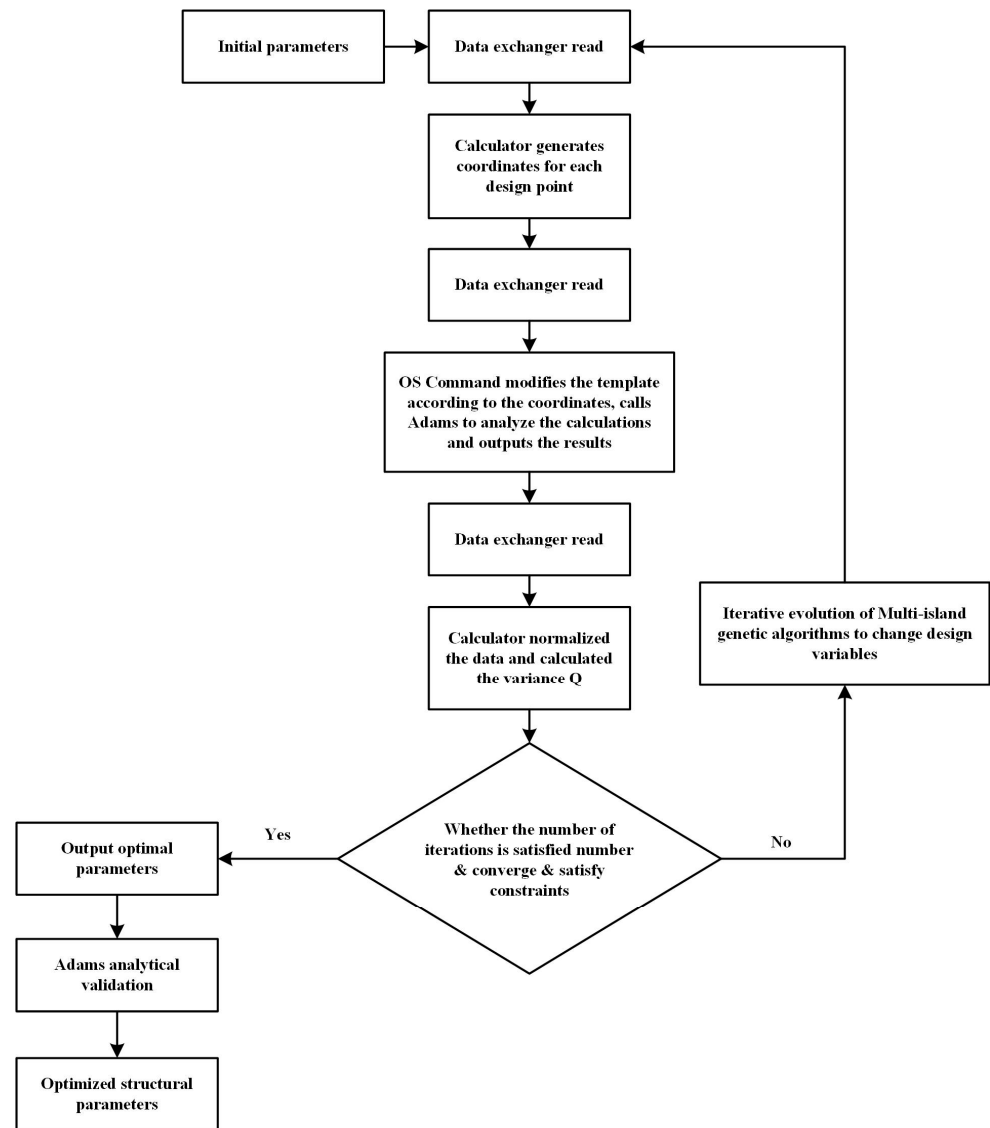 Initial parameters
Data exchanger read
Calculator generates
coordinates for each
design point
Data exchanger read
OS Command modifies the template
according to the coordinates, calls
Adams to analyze the calculations
and outputs the results
Data exchanger read
Iterative evolution of Multi-island
genetic algorithms to change design
variables
Calculator normalized
the data and calculated
the variance Q
Whether the number of
iterations is satisfied number
& converge & satisfy
constraints
Yes
No
Output optimal
parameters
Adams analytical
validation
Optimized structural
parameters